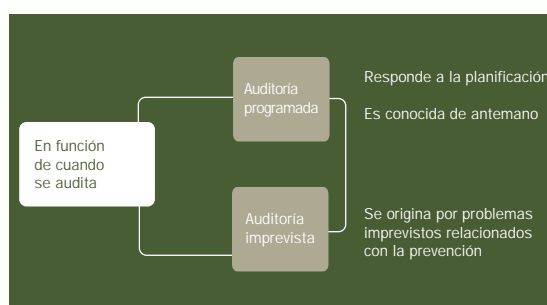 En función
de cuando
se audita
Auditoría
programada
Responde a la planificación
Es conocida de antemano
Auditoría
imprevista
Se origina por problemas
imprevistos relacionados
con la prevención